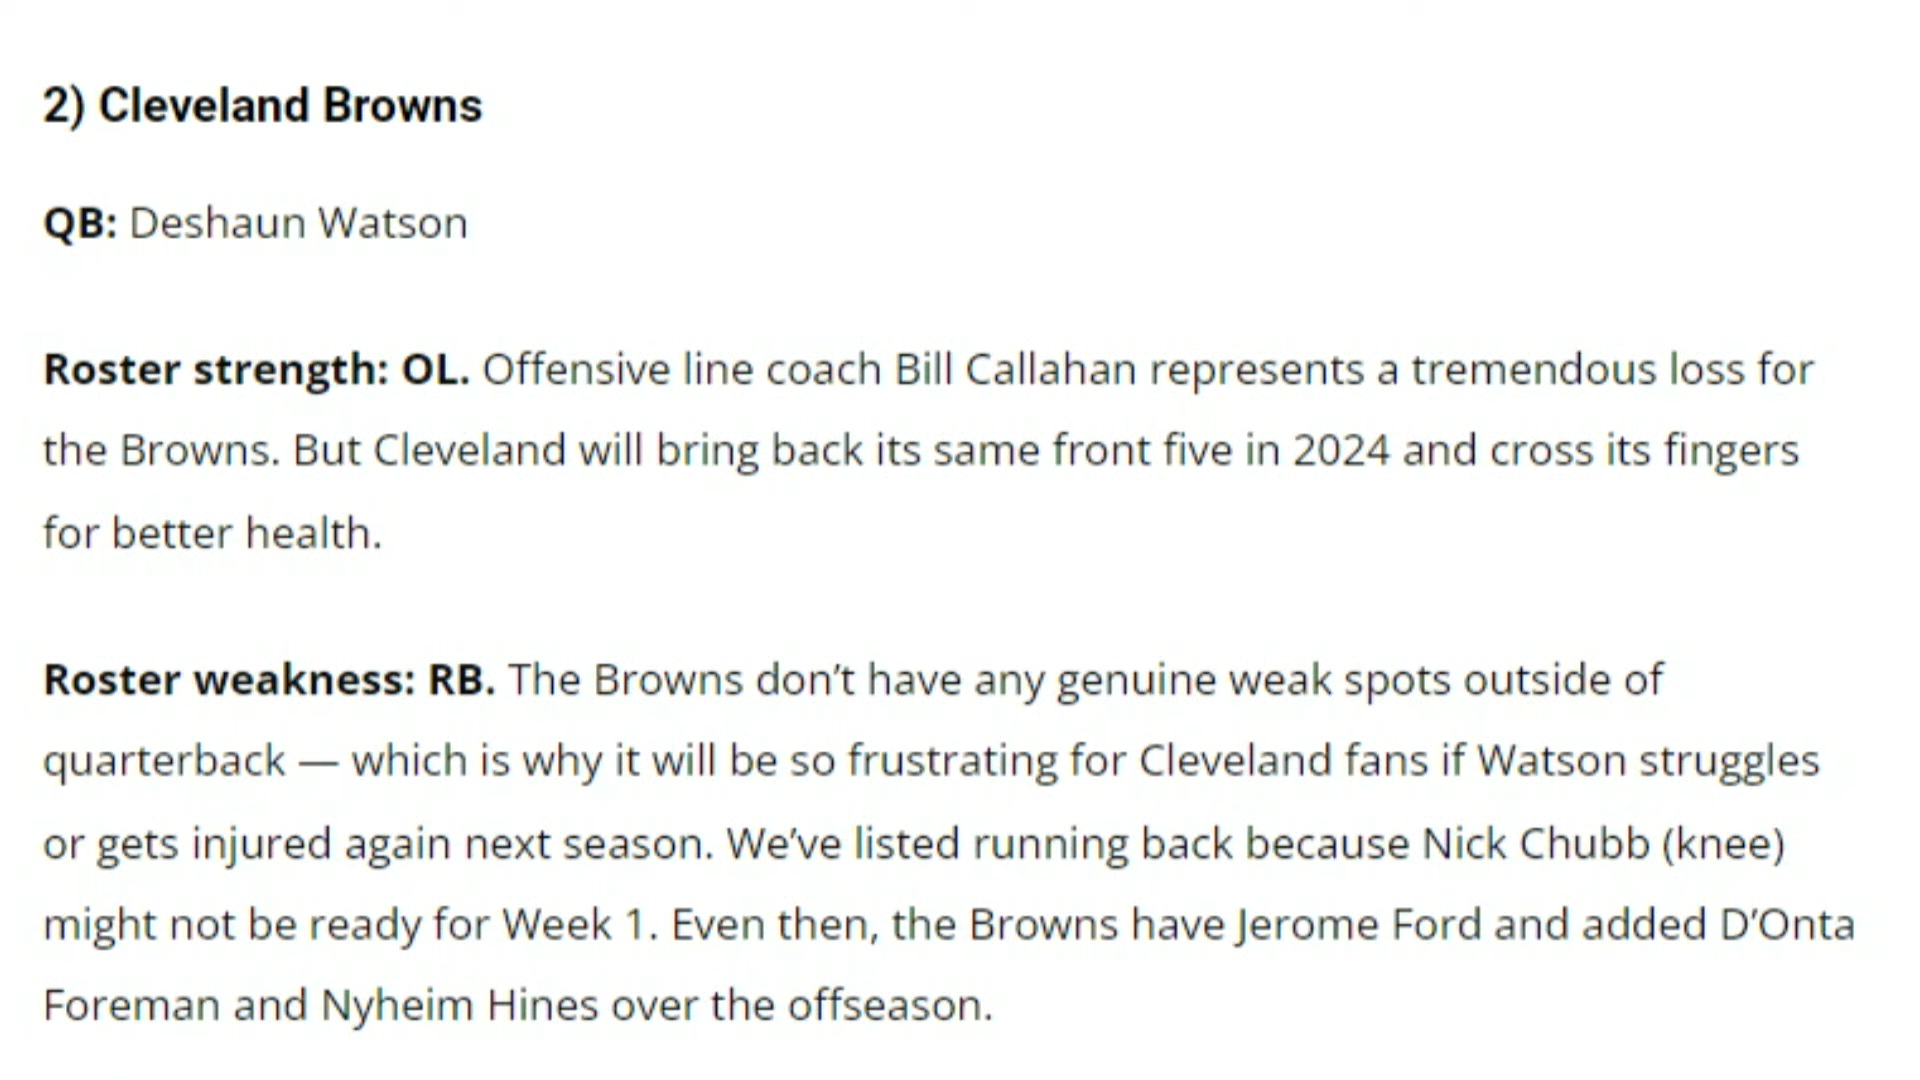 2) Cleveland Browns
QB: Deshaun Watson
Roster strength: OL. Offensive line coach Bill Callahan represents a tremendous loss for
the Browns. But Cleveland will bring back its same front five in 2024 and cross its fingers
for better health.
Roster weakness: RB. The Browns don’t have any genuine weak spots outside of
quarterback — which is why it will be so frustrating for Cleveland fans if Watson struggles
or gets injured again next season. We’ve listed running back because Nick Chubb (knee)
might not be ready for Week 1. Even then, the Browns have Jerome Ford and added D’Onta
Foreman and Nyheim Hines over the offseason.